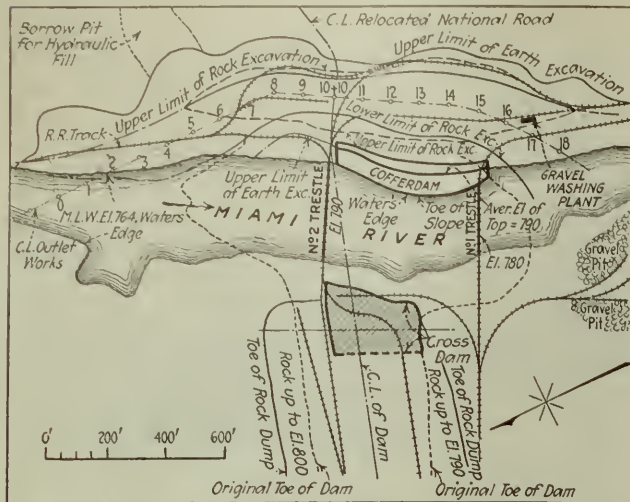 Borrow Pit
for Hydraulic
Fill
C.L. Relocated National Road
Upper Limit of Rock Excavation
Upper Limit of Earth
Excavation
8 9 10+10 11 12 13 14 15 16 17 18
7
6
5
4
3
2
1
0
R.R. Track
Lower Limit of Rock Exc.
Upper Limit of Rock Exc.
COFFERDAM
GRAVEL
WASHING
PLANT
Upper Limit of
Earth Exc.
M.L.W. El. 764, Waters
Edge
C.L. Outlet
Works
MIAMI RIVER
Waters
Edge
Toe of
Slope
Aver. El of
Top = 790
No 2 TRESTLE
El. 790
No 1 TRESTLE
El. 780
Gravel
Pit
Gravel
Pit
Cross
Dam
Toe of Rock Dump
Rock up to El. 800
C.L. of Dam
Rock up to El. 790
Toe of Rock Dump
0' 200' 400' 600'
Original Toe of Dam
Original Toe of Dam